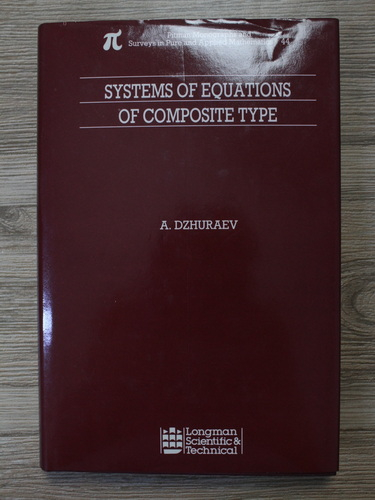 π
Pitman Monographs and
Surveys in Pure and Applied Mathematics 44
SYSTEMS OF EQUATIONS
OF COMPOSITE TYPE
A. DZHURAEV
Longman
Scientific &
Technical